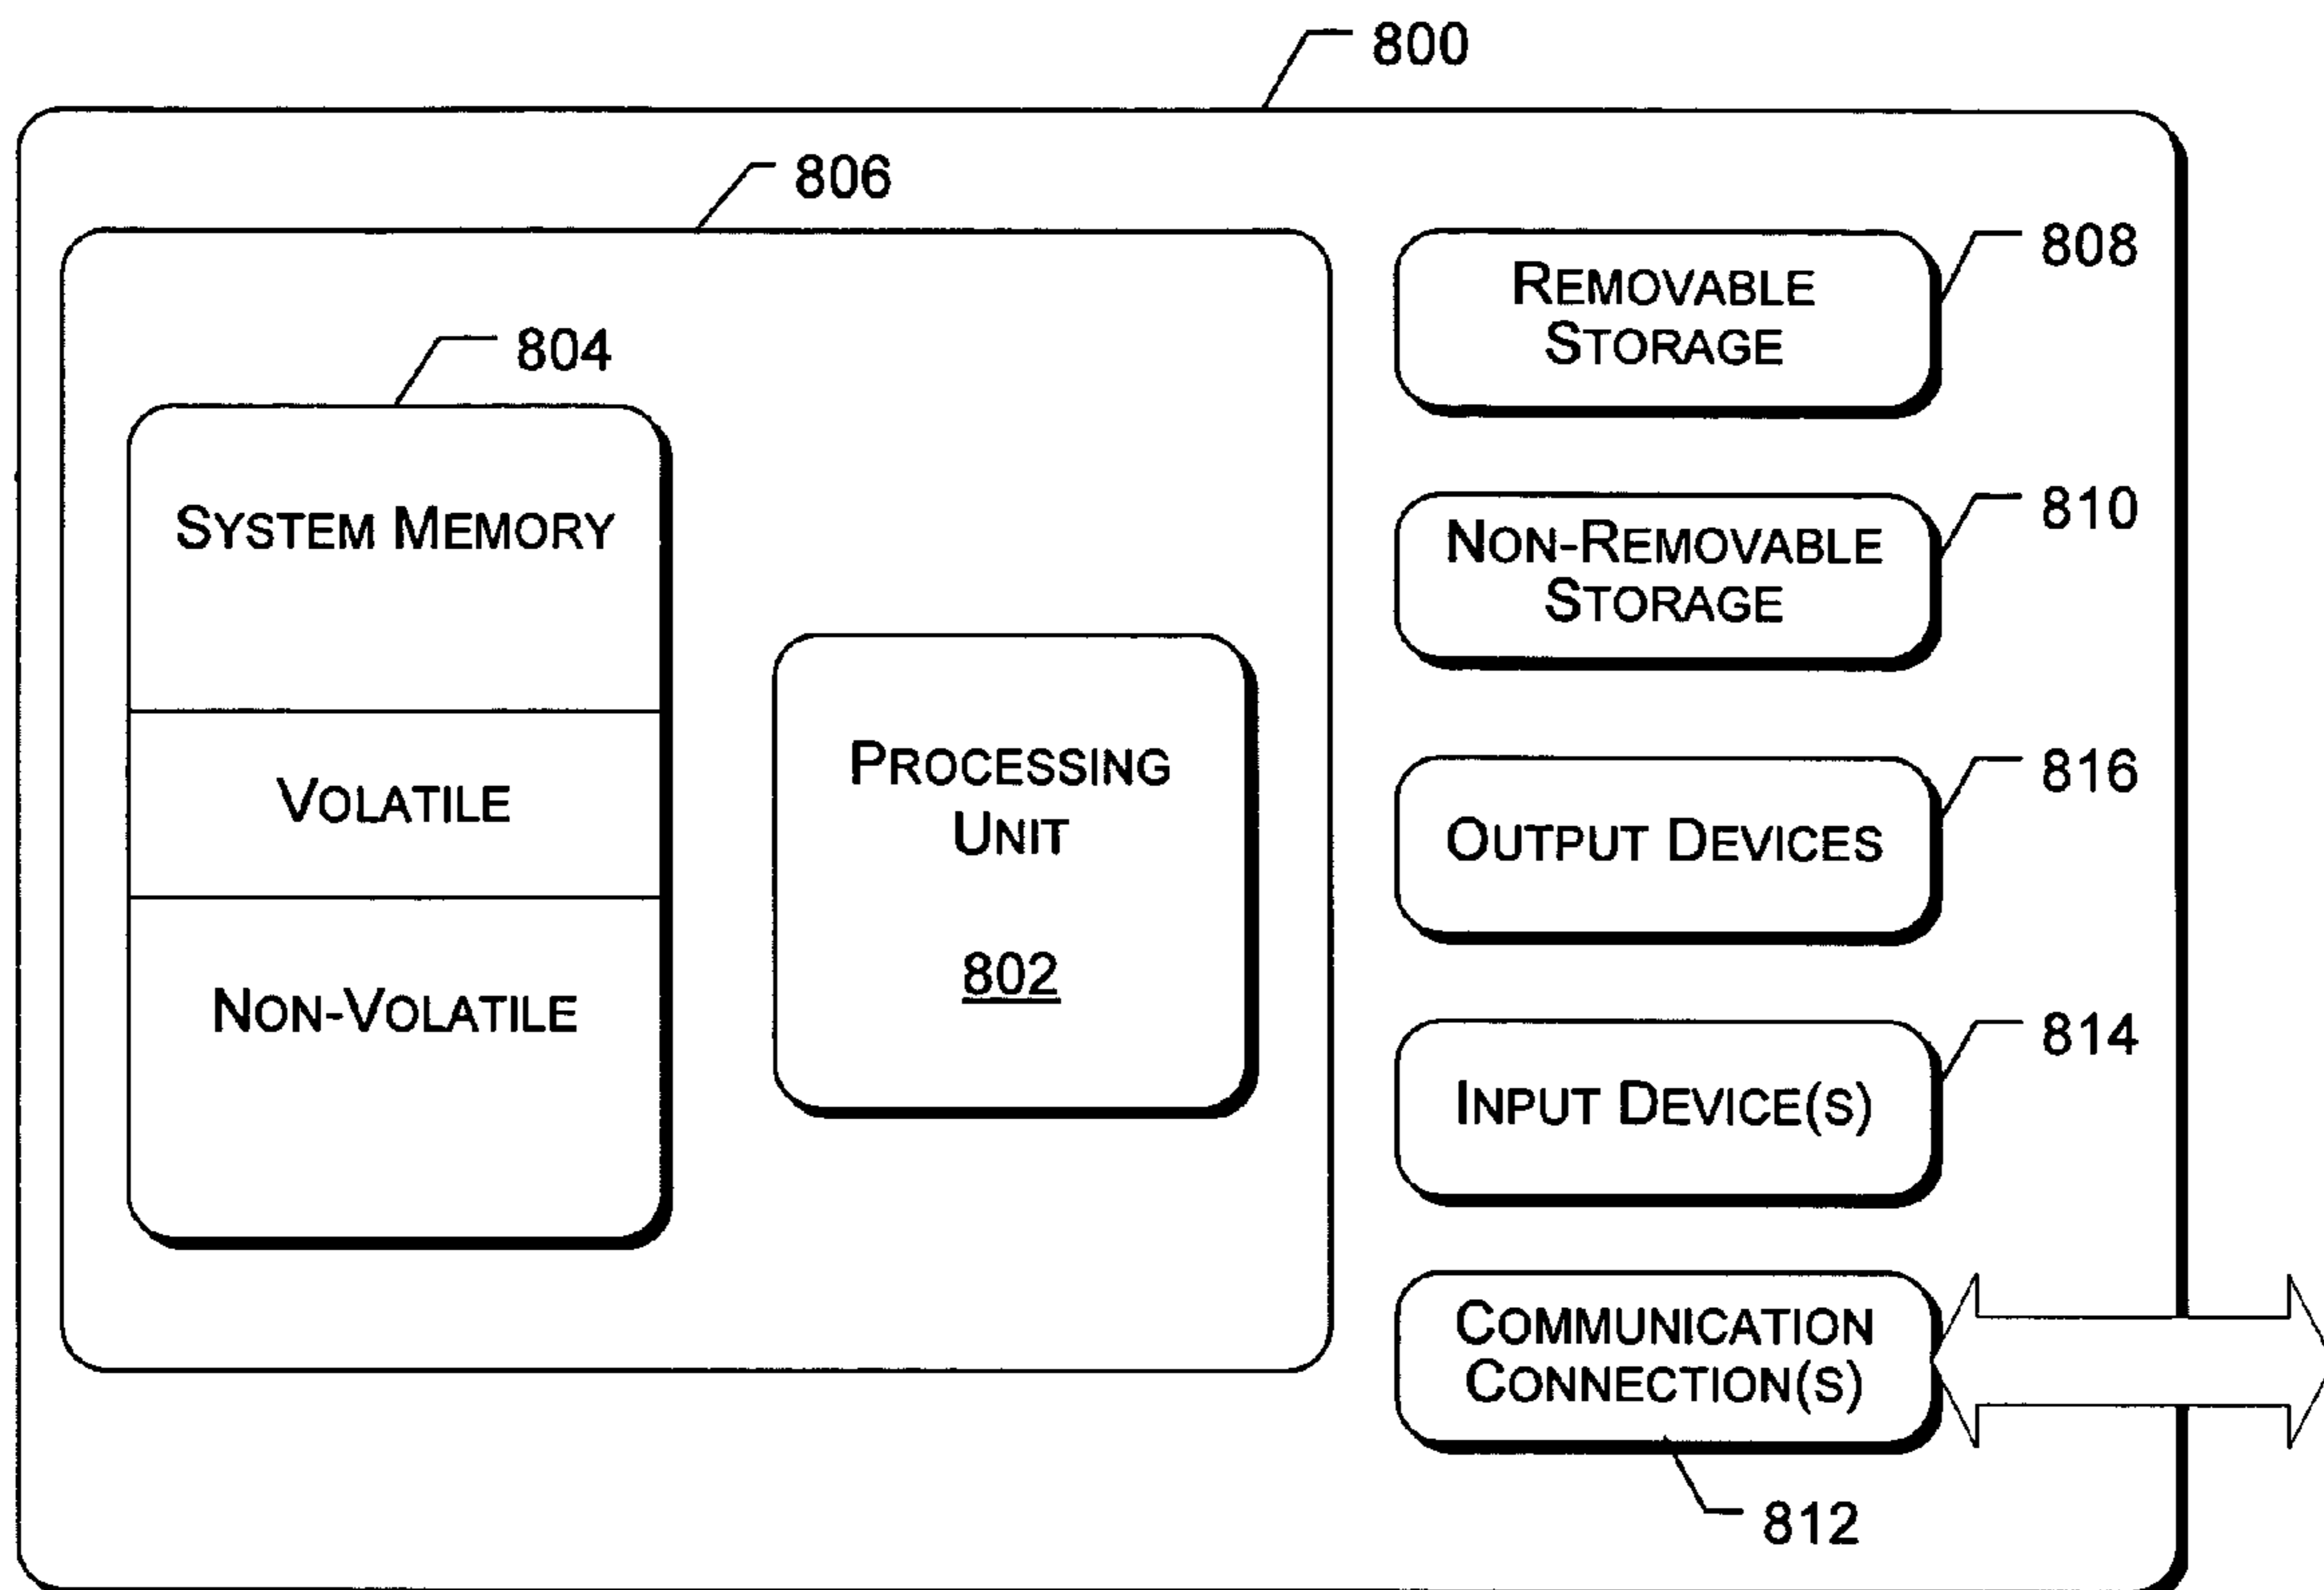 800
806
804
SYSTEM MEMORY
VOLATILE
NON-VOLATILE
PROCESSING
UNIT
802
REMOVABLE
STORAGE
808
NON-REMOVABLE
STORAGE
810
OUTPUT DEVICES
816
INPUT DEVICE(S)
814
COMMUNICATION
CONNECTION(S)
812